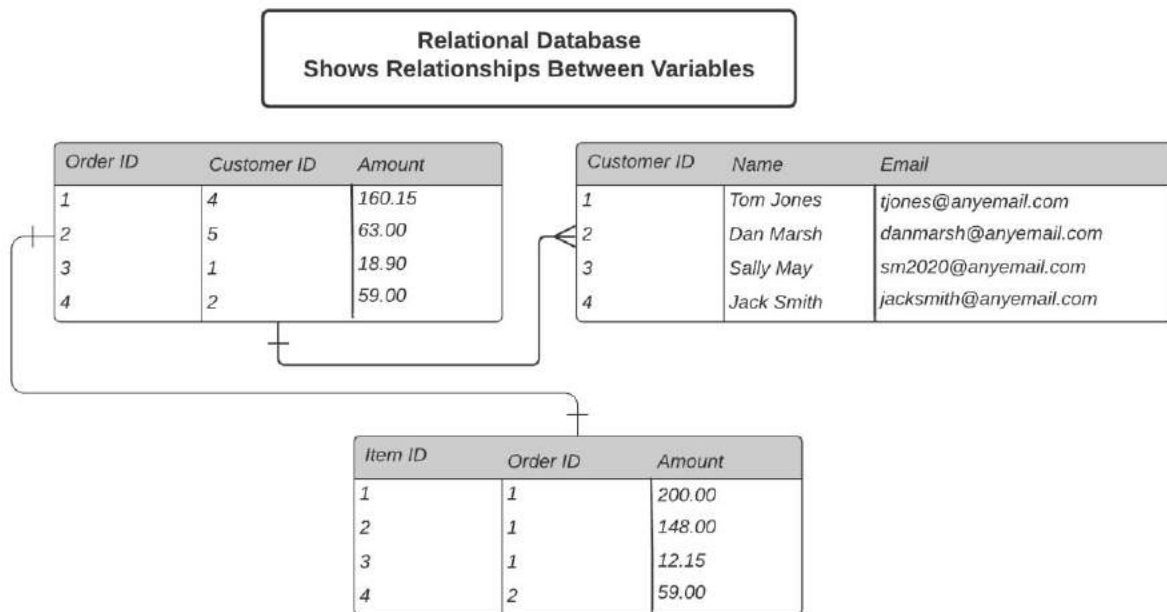 Relational Database
Shows Relationships Between Variables
Order ID Customer ID Amount
1 4 160.15
2 5 63.00
3 1 18.90
4 2 59.00
Customer ID Name Email
1 Tom Jones tjones@anyemail.com
2 Dan Marsh danmarsh@anyemail.com
3 Sally May sm2020@anyemail.com
4 Jack Smith jacksmith@anyemail.com
Item ID Order ID Amount
1 1 200.00
2 1 148.00
3 1 12.15
4 2 59.00